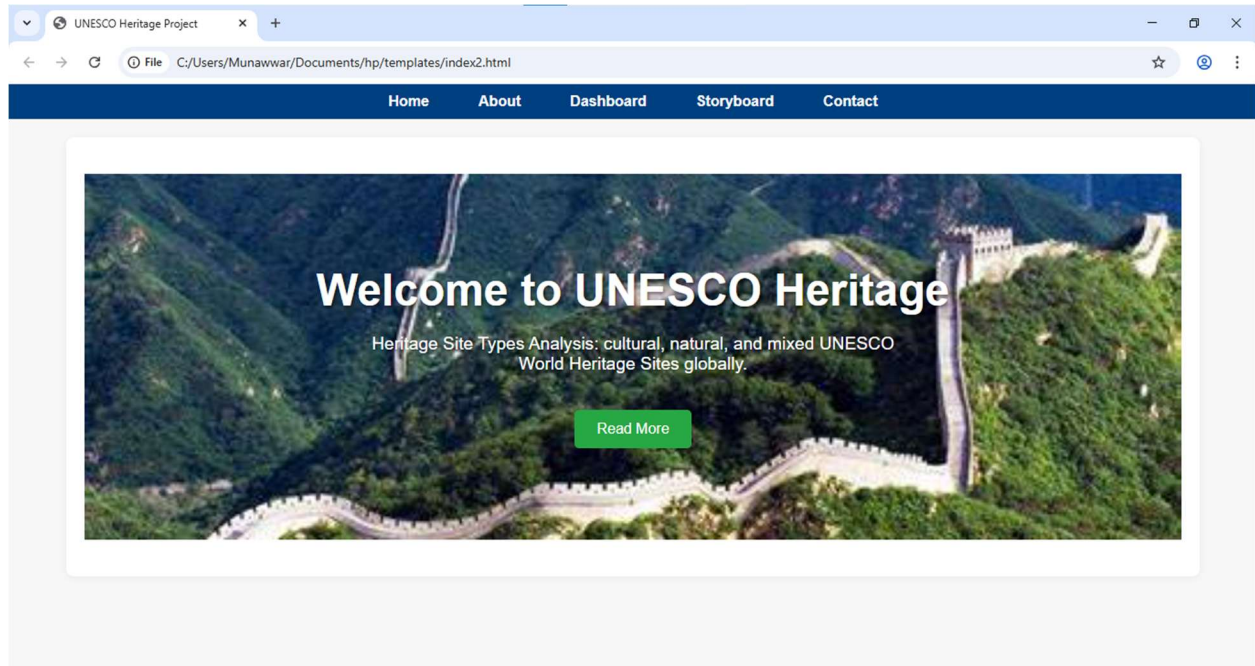 UNESCO Heritage Project
File C:/Users/Munawwar/Documents/hp/templates/index2.html
Home About Dashboard Storyboard Contact
Welcome to UNESCO Heritage
Heritage Site Types Analysis: cultural, natural, and mixed UNESCO
World Heritage Sites globally.
Read More